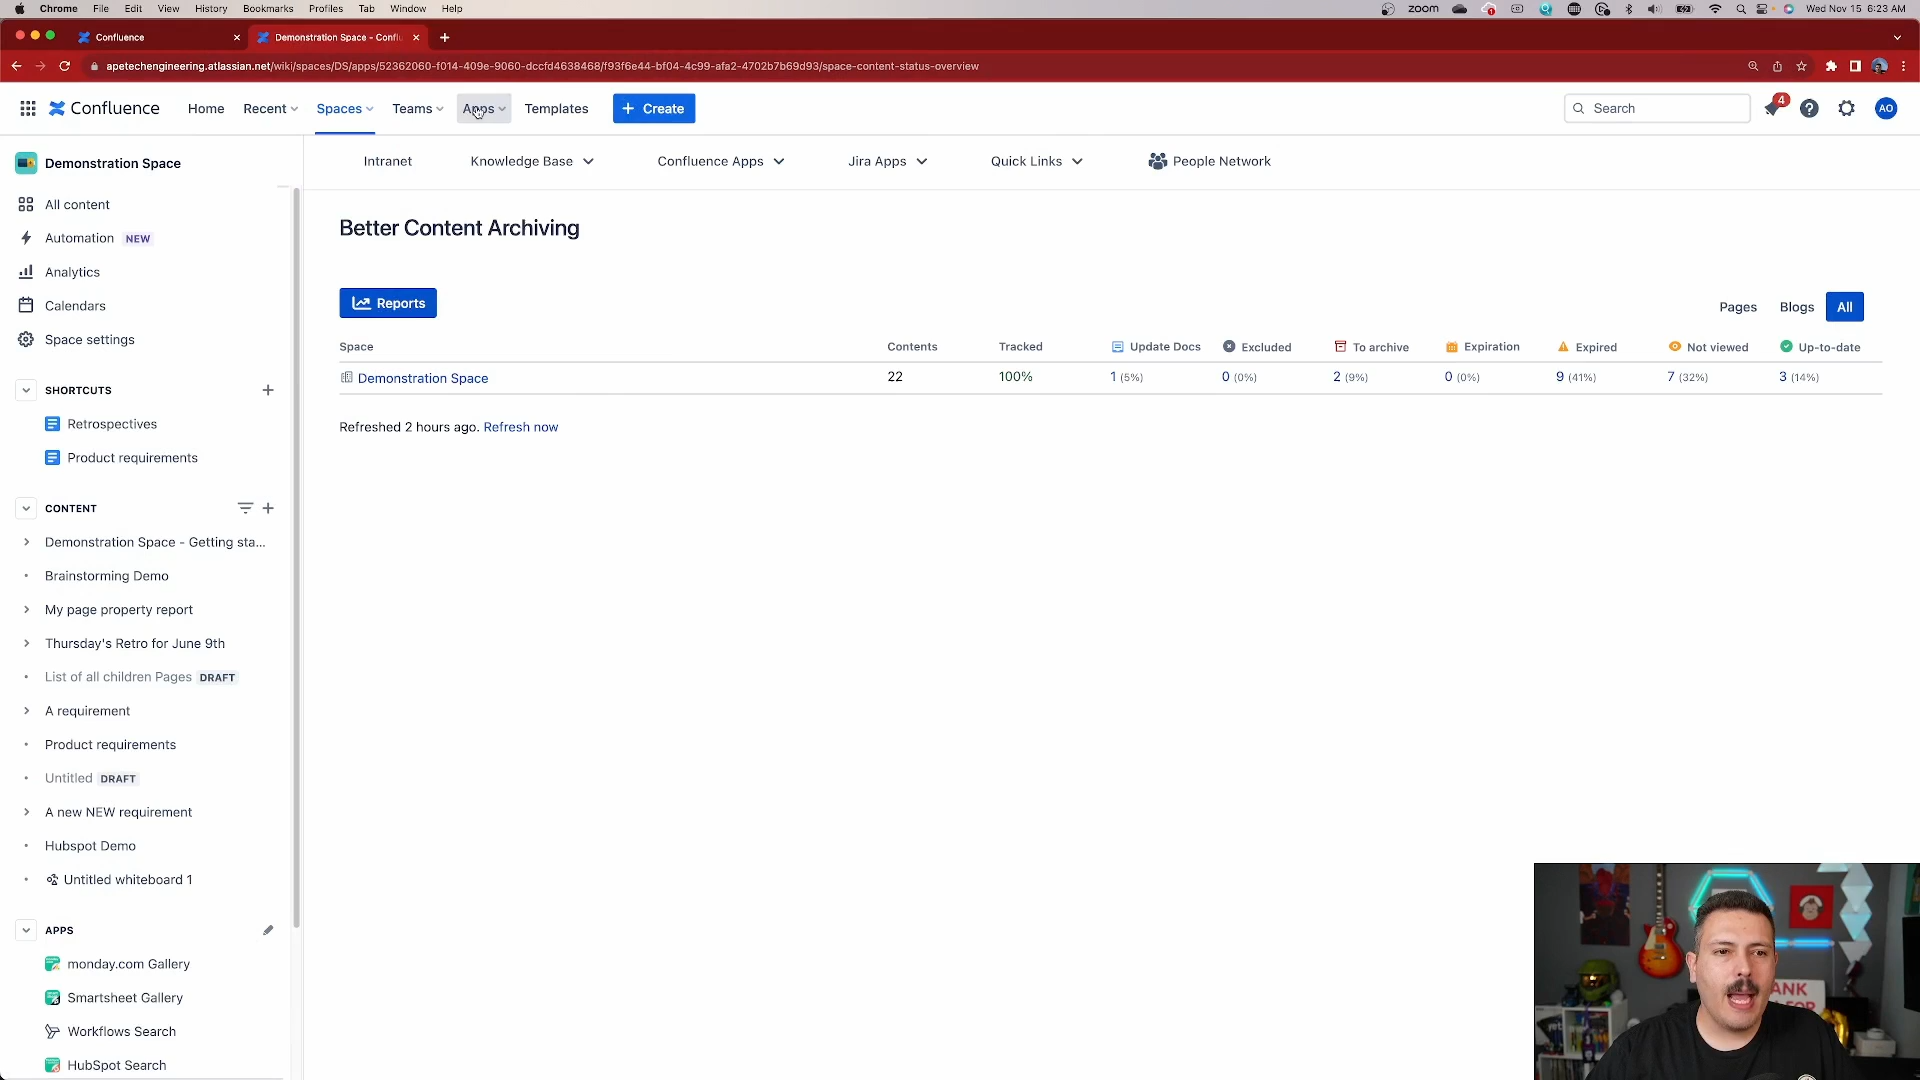 Chrome File Edit View History Bookmarks Profiles Tab Window Help
zoom 1 Wed Nov 15 6:23 AM
Confluence
Demonstration Space - Conflu
apetechengineering.atlassian.net/wiki/spaces/DS/apps/52362060-f014-409e-9060-dccfd4638468/f93f6e44-bf04-4c99-afa2-4702b7b69d93/space-content-status-overview
Confluence Home Recent Spaces Teams Apps Templates + Create Search 4 AO
Demonstration Space
All content
Automation NEW
Analytics
Calendars
Space settings
SHORTCUTS
Retrospectives
Product requirements
CONTENT
Demonstration Space - Getting sta...
Brainstorming Demo
My page property report
Thursday's Retro for June 9th
List of all children Pages DRAFT
A requirement
Product requirements
Untitled DRAFT
A new NEW requirement
Hubspot Demo
Untitled whiteboard 1
APPS
monday.com Gallery
Smartsheet Gallery
Workflows Search
HubSpot Search
Intranet Knowledge Base Confluence Apps Jira Apps Quick Links People Network
Better Content Archiving
Reports
Pages Blogs All
Space Contents Tracked Update Docs Excluded To archive Expiration Expired Not viewed Up-to-date
Demonstration Space 22 100% 1 (5%) 0 (0%) 2 (9%) 0 (0%) 9 (41%) 7 (32%) 3 (14%)
Refreshed 2 hours ago. Refresh now